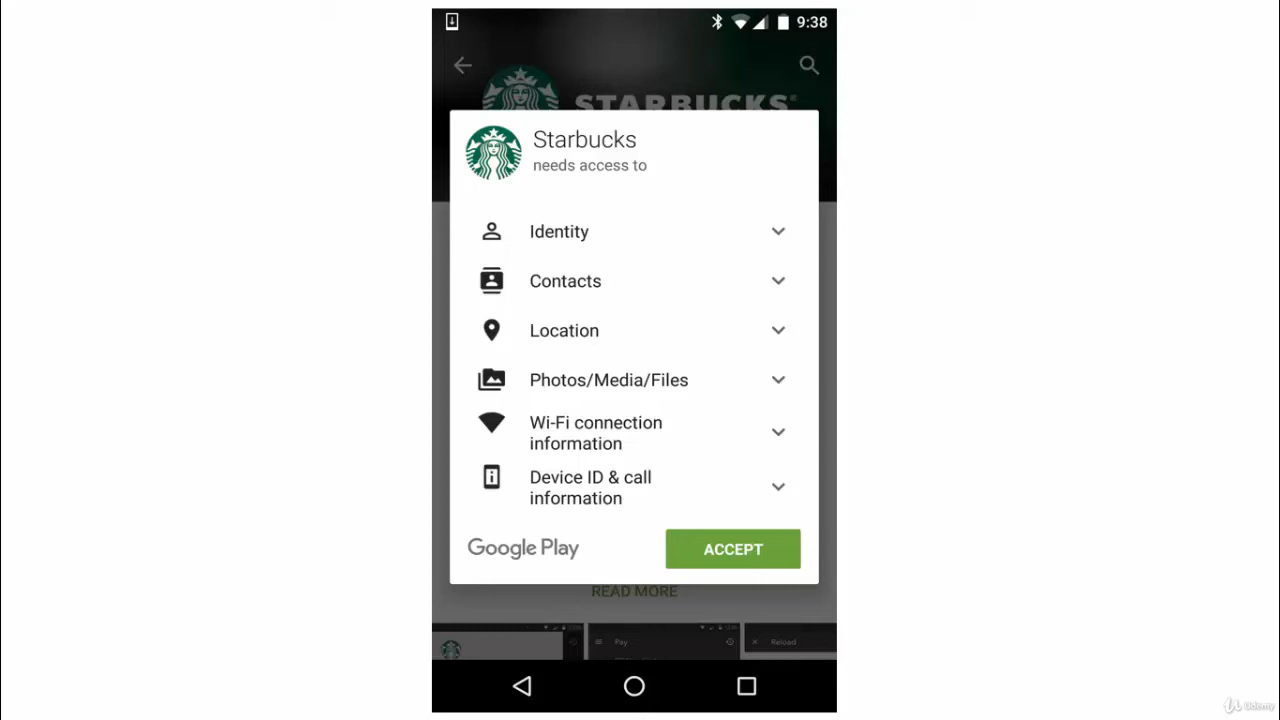 9:38
STARBUCKS
Starbucks
needs access to
Identity
Contacts
Location
Photos/Media/Files
Wi-Fi connection
information
Device ID & call
information
Google Play
ACCEPT
READ MORE
Pay
Reload
Udemy